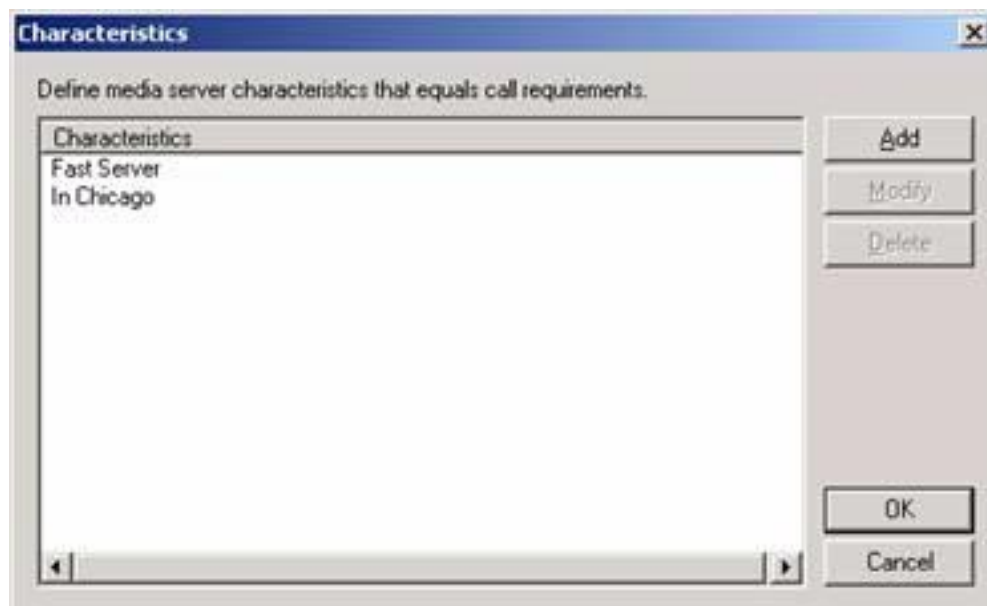 Characteristics
Define media server characteristics that equals call requirements.
Characteristics
Fast Server
In Chicago
Add
Modify
Delete
OK
Cancel